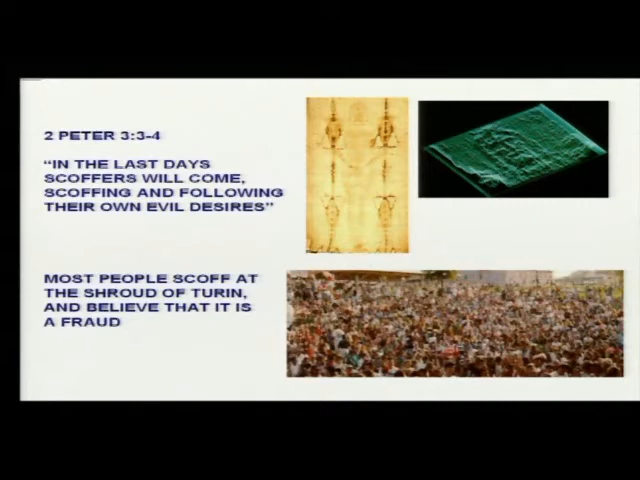 2 PETER 3:3-4
“IN THE LAST DAYS
SCOFFERS WILL COME,
SCOFFING AND FOLLOWING
THEIR OWN EVIL DESIRES”
MOST PEOPLE SCOFF AT
THE SHROUD OF TURIN,
AND BELIEVE THAT IT IS
A FRAUD